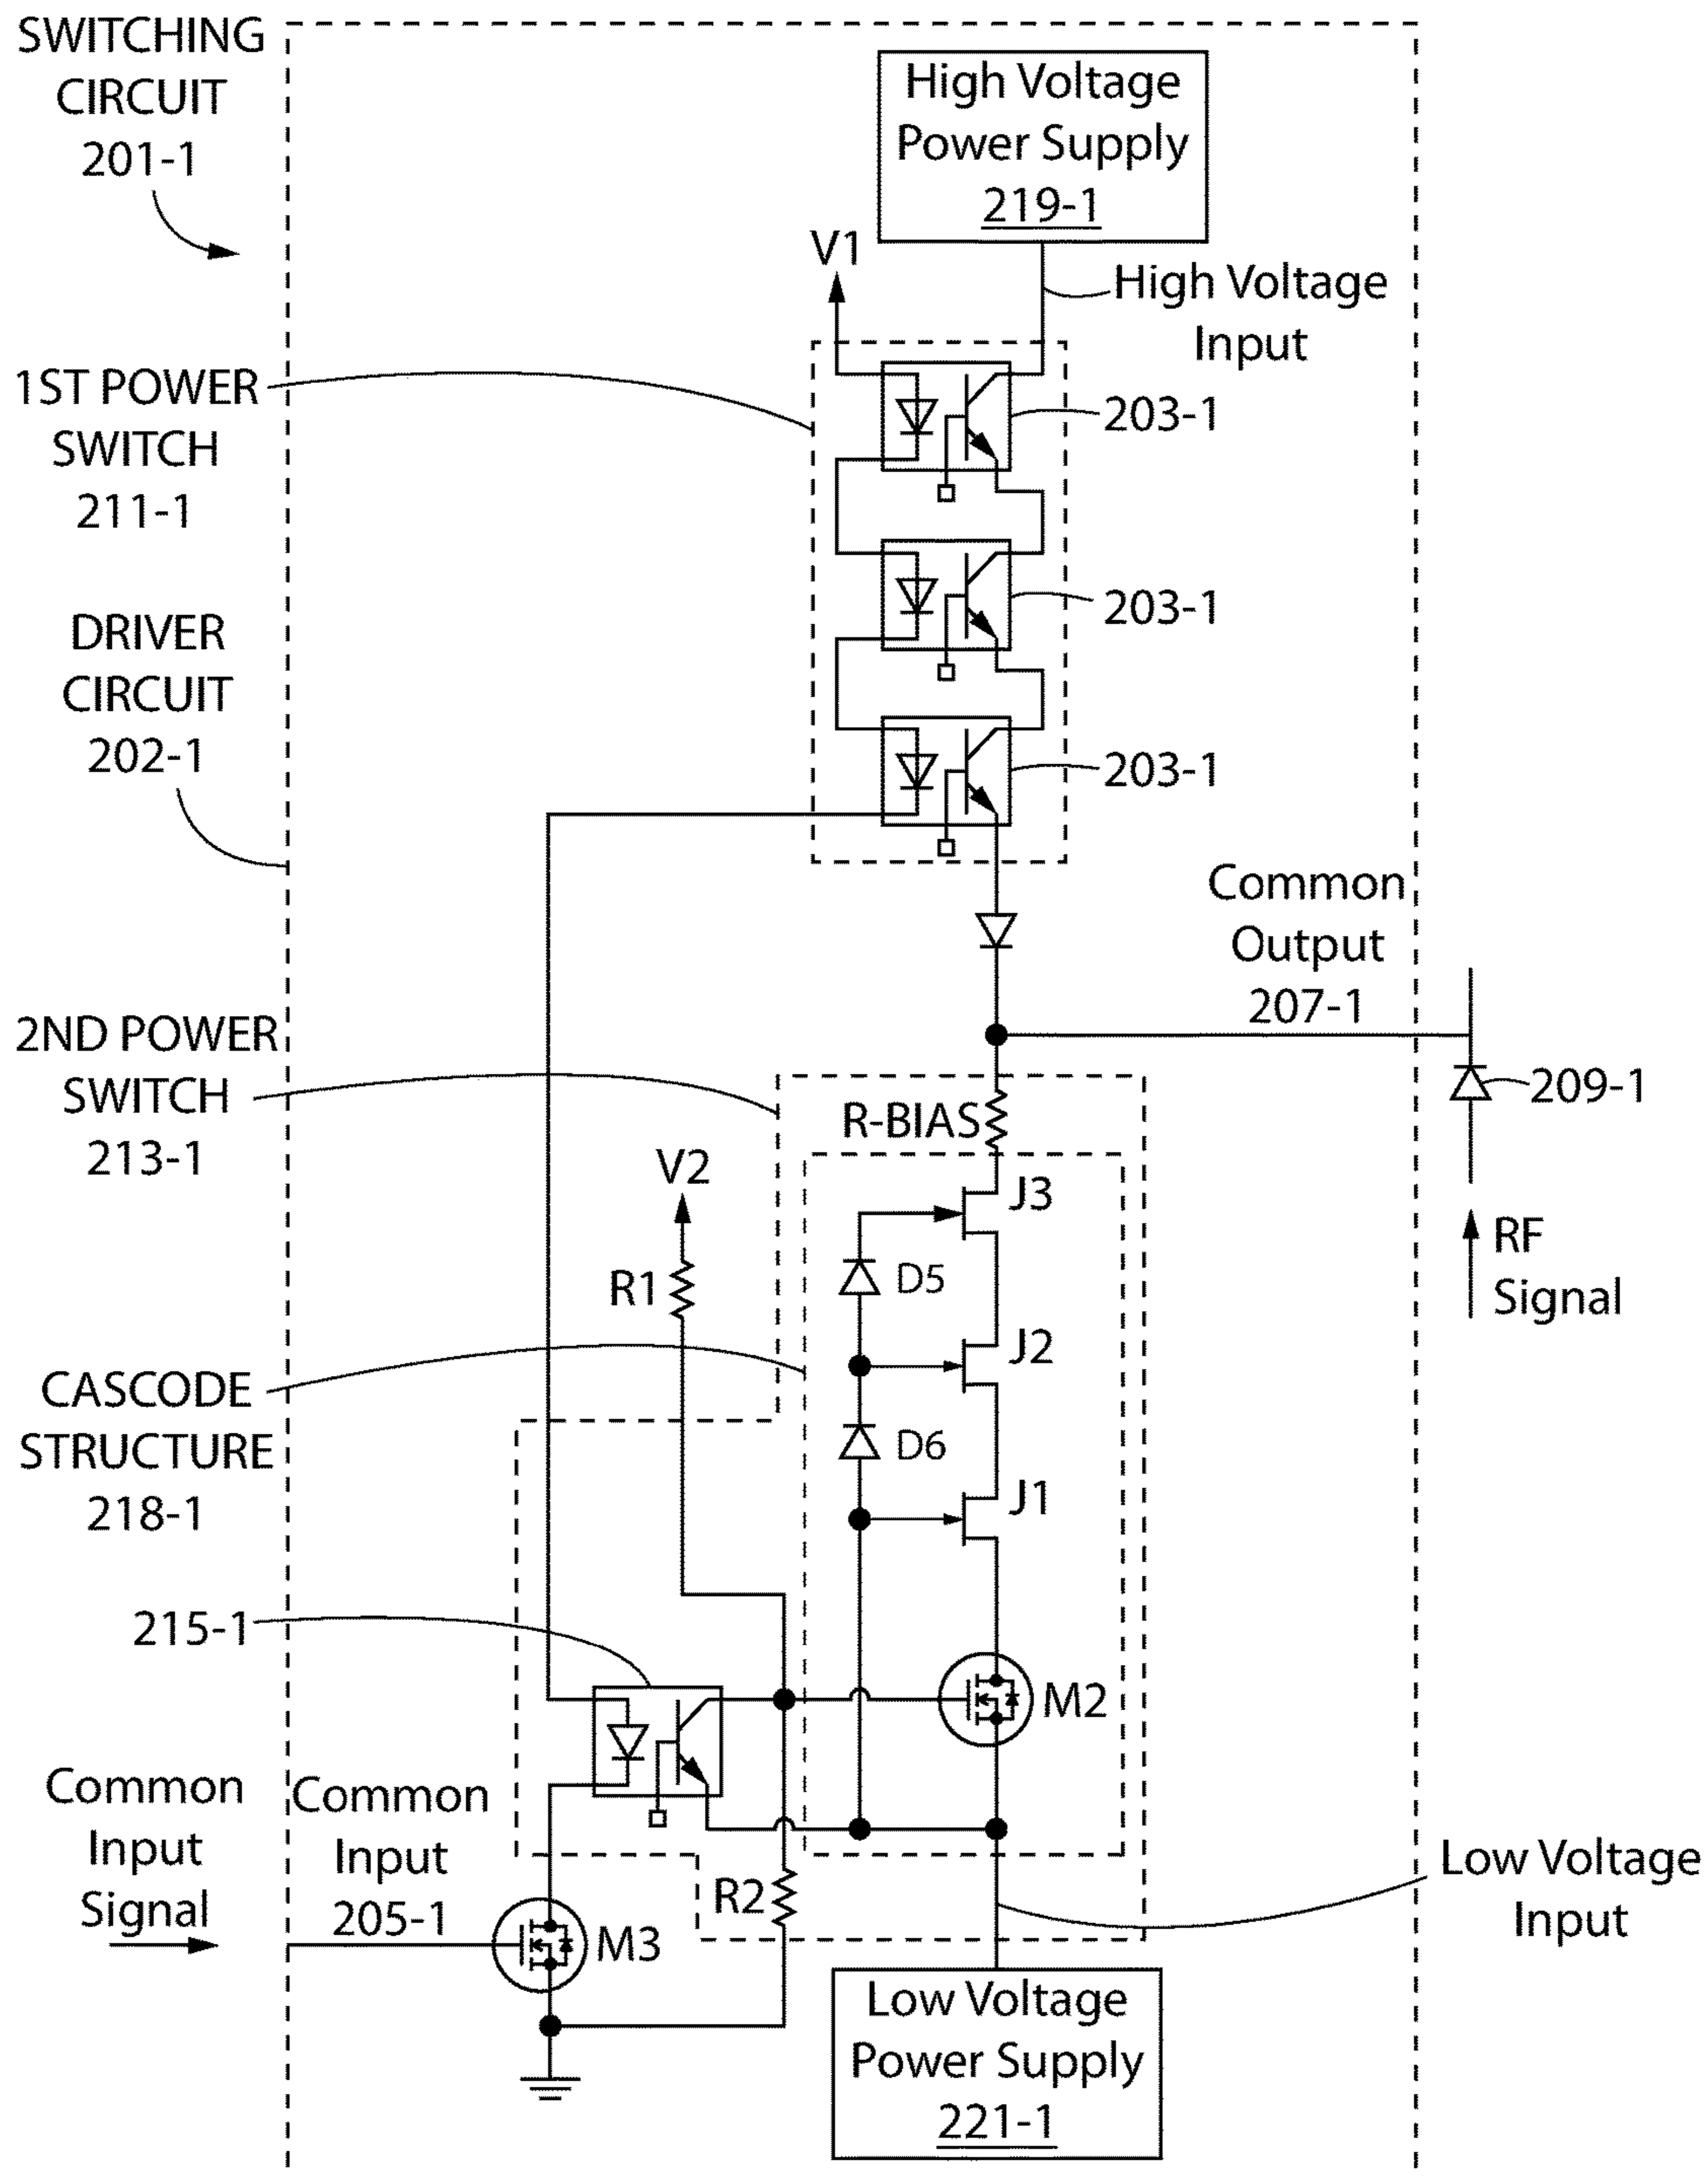 SWITCHING
CIRCUIT
201-1
High Voltage
Power Supply
219-1
V1
High Voltage
Input
1ST POWER
SWITCH
211-1
203-1
203-1
DRIVER
CIRCUIT
202-1
203-1
Common
Output
207-1
2ND POWER
SWITCH
213-1
R-BIAS
209-1
V2
J3
RF
Signal
R1
D5
J2
CASCODE
STRUCTURE
218-1
D6
J1
215-1
M2
Common
Input
Signal
Common
Input
205-1
Low Voltage
Input
R2
M3
Low Voltage
Power Supply
221-1